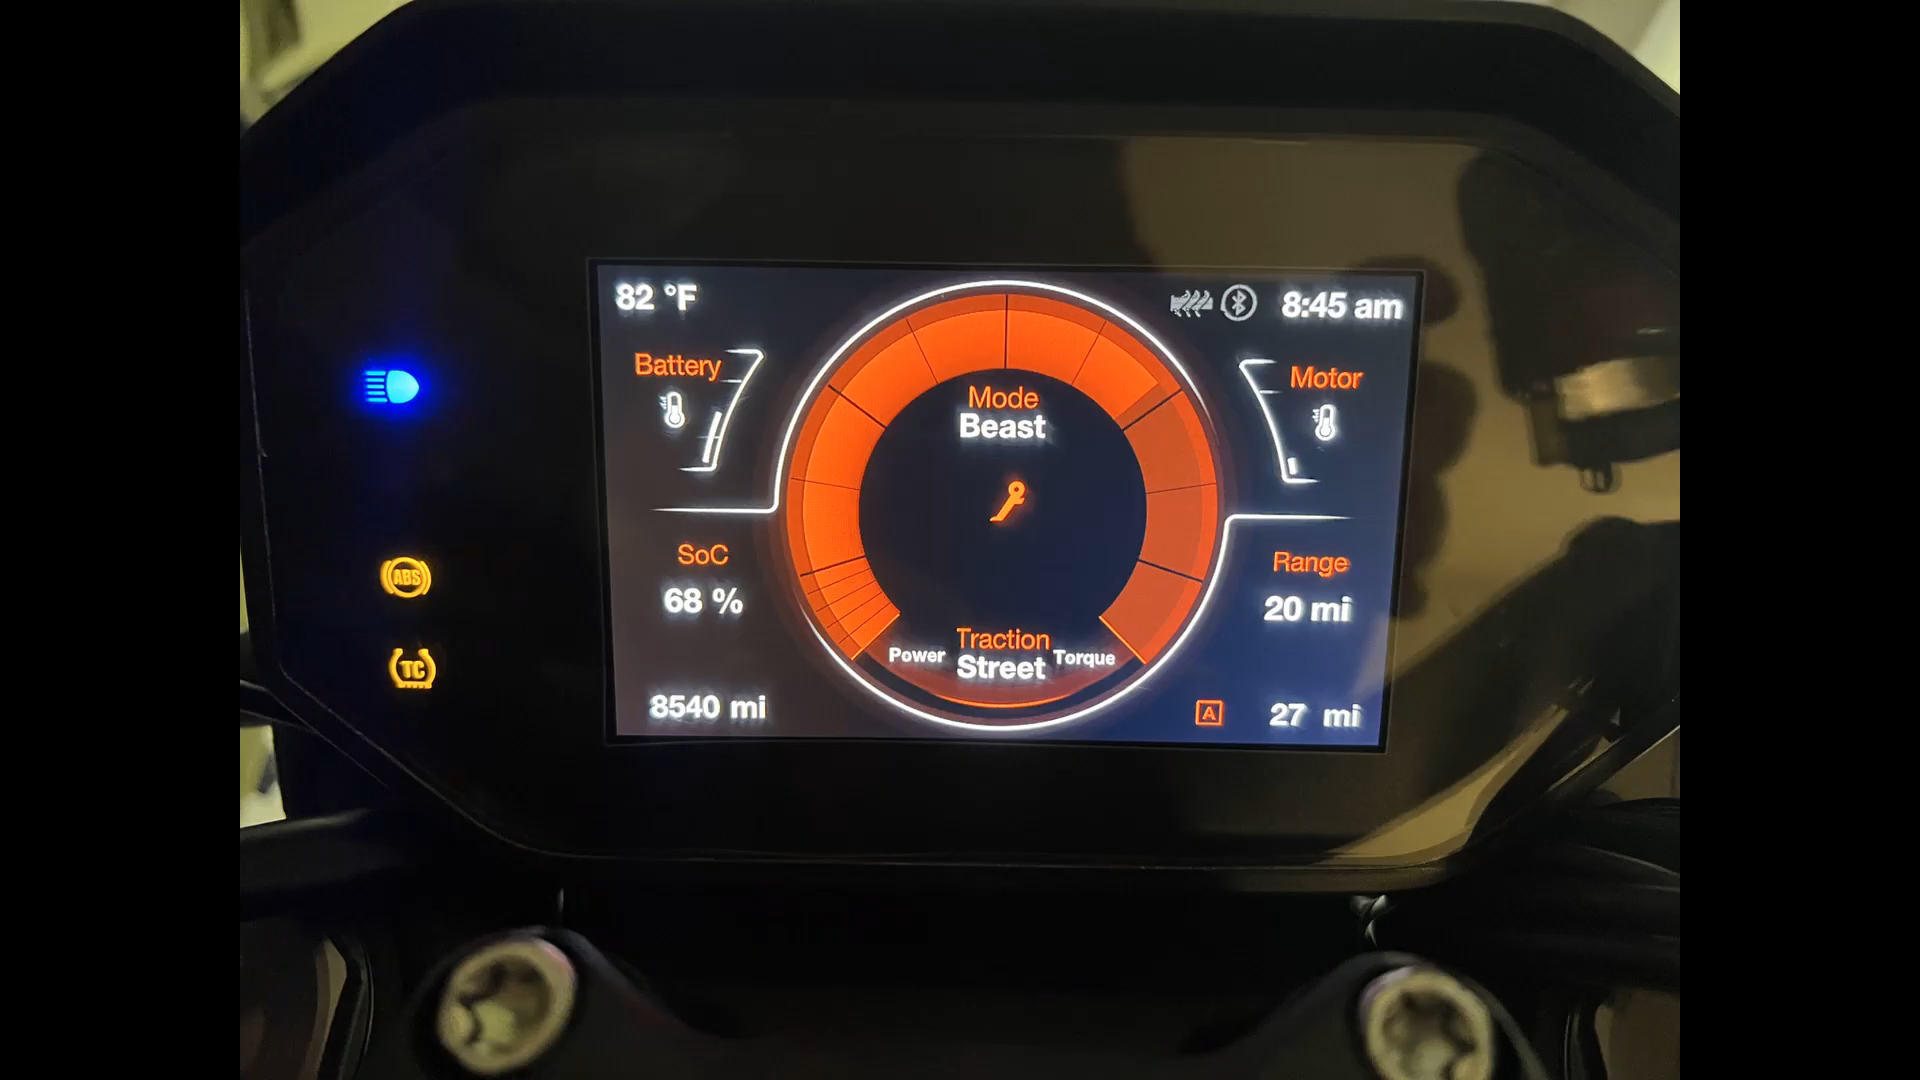 82 °F
8:45 am
Battery
Motor
Mode
Beast
ABS
SoC
68 %
Range
20 mi
TC
Traction
Power
Street
Torque
8540 mi
A
27 mi